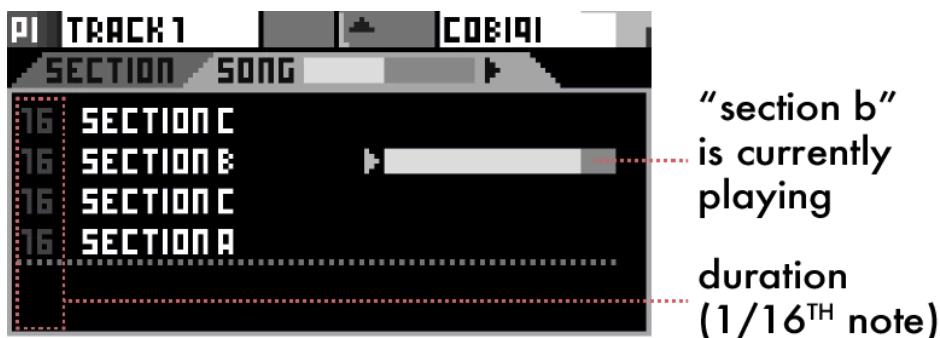 P1 TRACK 1 COB191
SECTION SONG
16 SECTION C
16 SECTION B
16 SECTION C
16 SECTION A
“section b”
is currently
playing
duration
(1/16TH note)